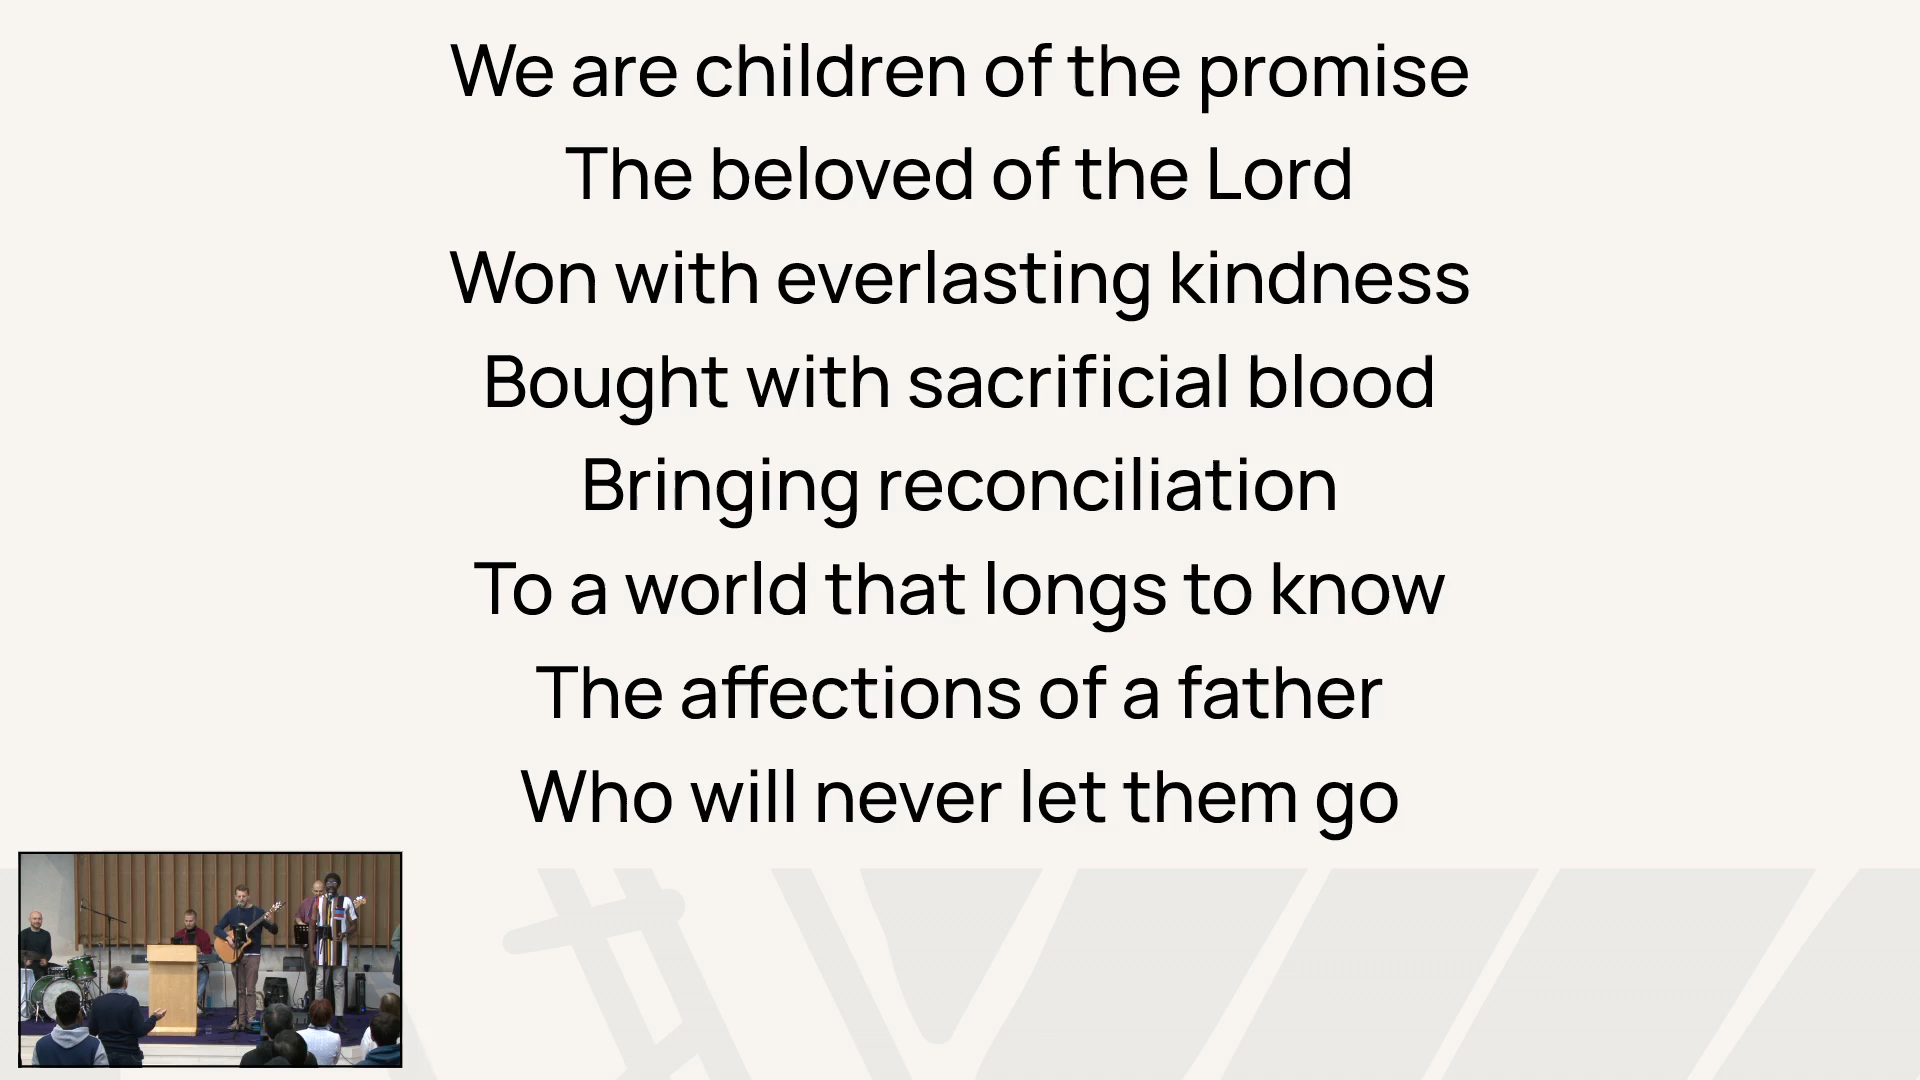 We are children of the promise
The beloved of the Lord
Won with everlasting kindness
Bought with sacrificial blood
Bringing reconciliation
To a world that longs to know
The affections of a father
Who will never let them go